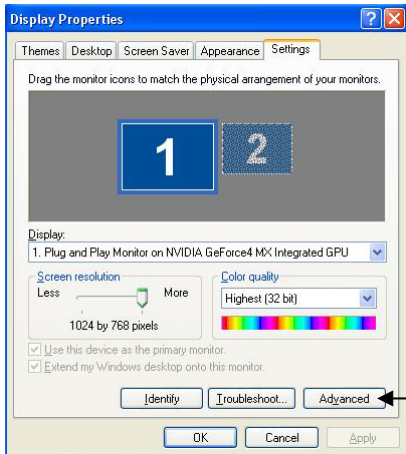 Display Properties
Themes Desktop Screen Saver Appearance Settings
Drag the monitor icons to match the physical arrangement of your monitors.
1 2
Display:
1. Plug and Play Monitor on NVIDIA GeForce4 MX Integrated GPU
Screen resolution
Less More
1024 by 768 pixels
Color quality
Highest (32 bit)
Use this device as the primary monitor.
Extend my Windows desktop onto this monitor.
Identify Troubleshoot... Advanced
OK Cancel Apply